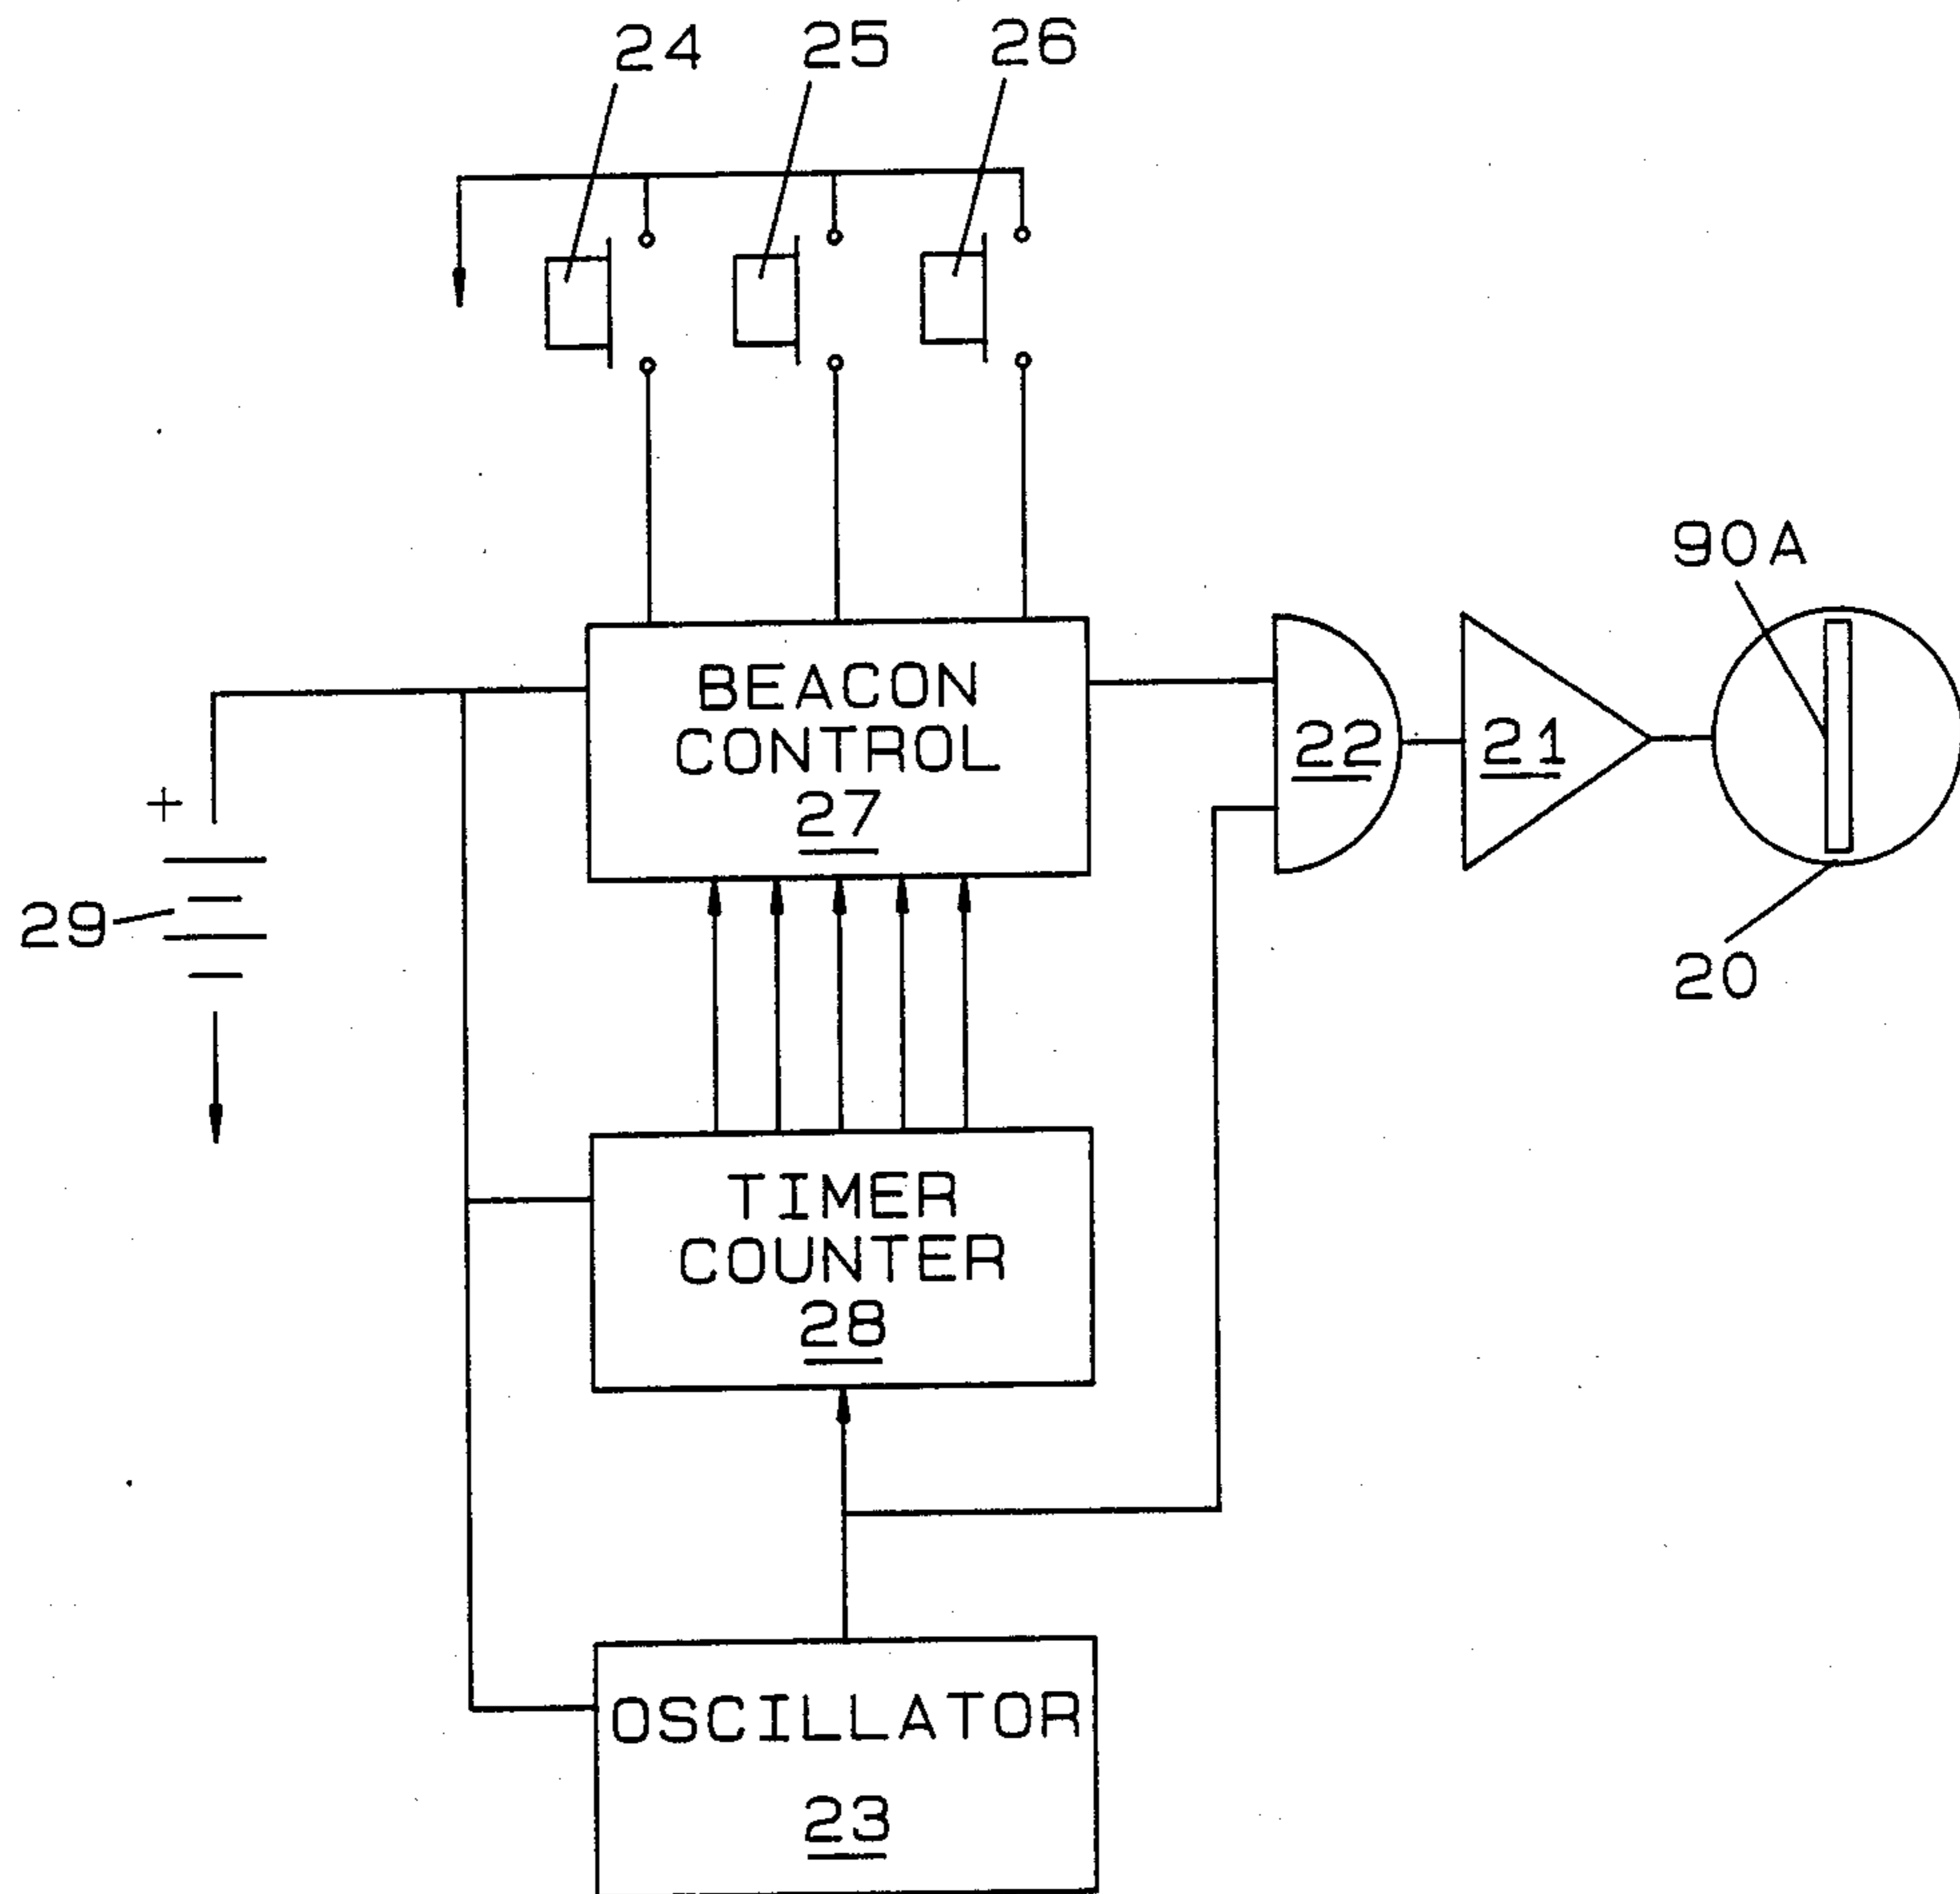 24 25 26
90A
BEACON
CONTROL
27
22
21
+
29
20
TIMER
COUNTER
28
OSCILLATOR
23